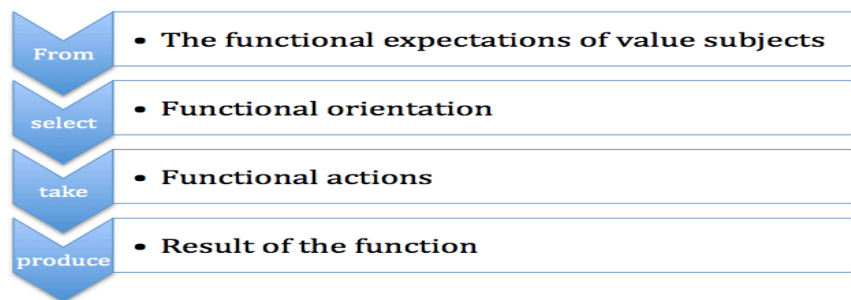 From
• The functional expectations of value subjects
select
• Functional orientation
take
• Functional actions
produce
• Result of the function